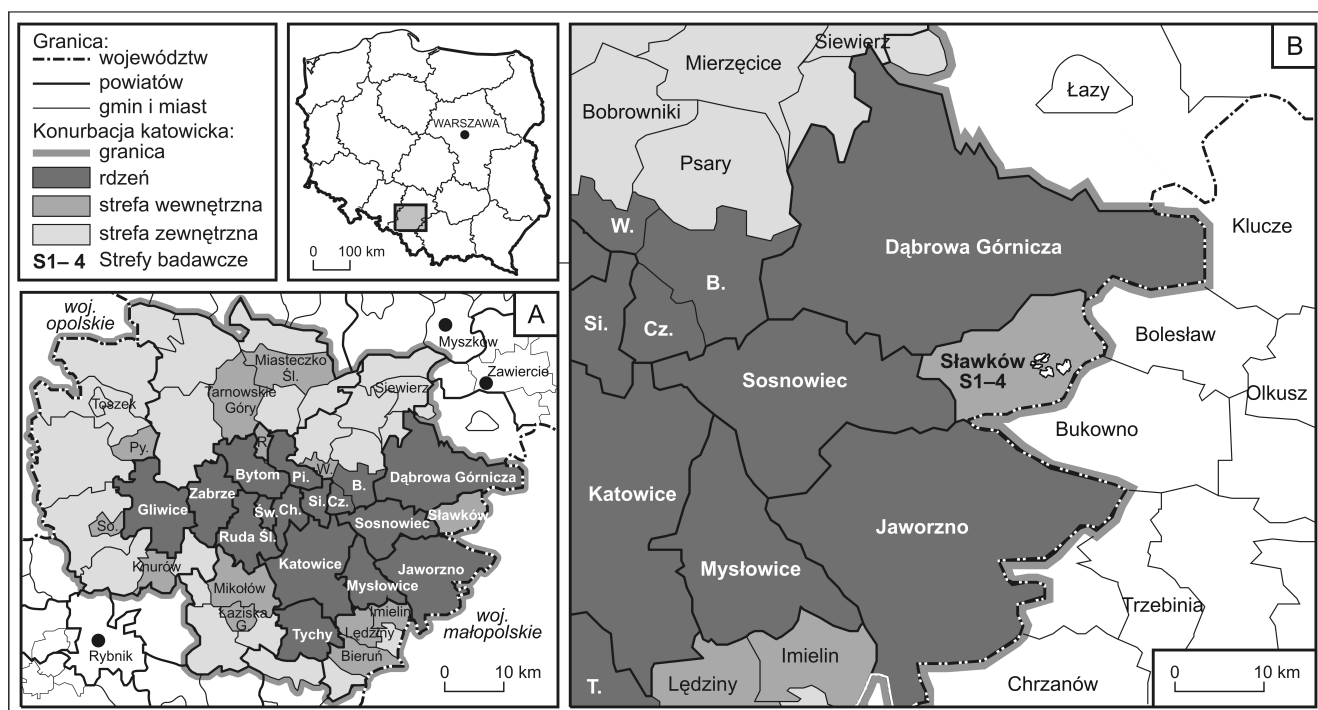 Granica:
województw
powiatów
gmin i miast
Konurbacja katowicka:
granica
rdzeń
strefa wewnętrzna
strefa zewnętrzna
S1– 4 Strefy badawcze
WARSZAWA
0 100 km
A
woj.
opolskie
Myszków
Zawiercie
Miasteczko
Śl.
Siewierz
Tarnowskie
Góry
Toszek
Py.
R.
W.
Bytom
Pi.
B.
Dąbrowa Górnicza
Zabrze
Gliwice
Św.
Ch.
Si.
Cz.
Sławków
Sosnowiec
So.
Ruda Śl.
Katowice
Knurów
Jaworzno
Mikołów
Mysłowice
Łaziska
G.
Imielin
woj.
małopolskie
Tychy
Lędziny
Rybnik
Bieruń
0 10 km
B
Siewierz
Mierzęcice
Łazy
Bobrowniki
Psary
W.
Klucze
Dąbrowa Górnicza
B.
Si.
Cz.
Bolesław
Sławków
S1–4
Sosnowiec
Olkusz
Bukowno
Katowice
Jaworzno
Mysłowice
Trzebinia
Imielin
T.
Lędziny
Chrzanów
0 10 km